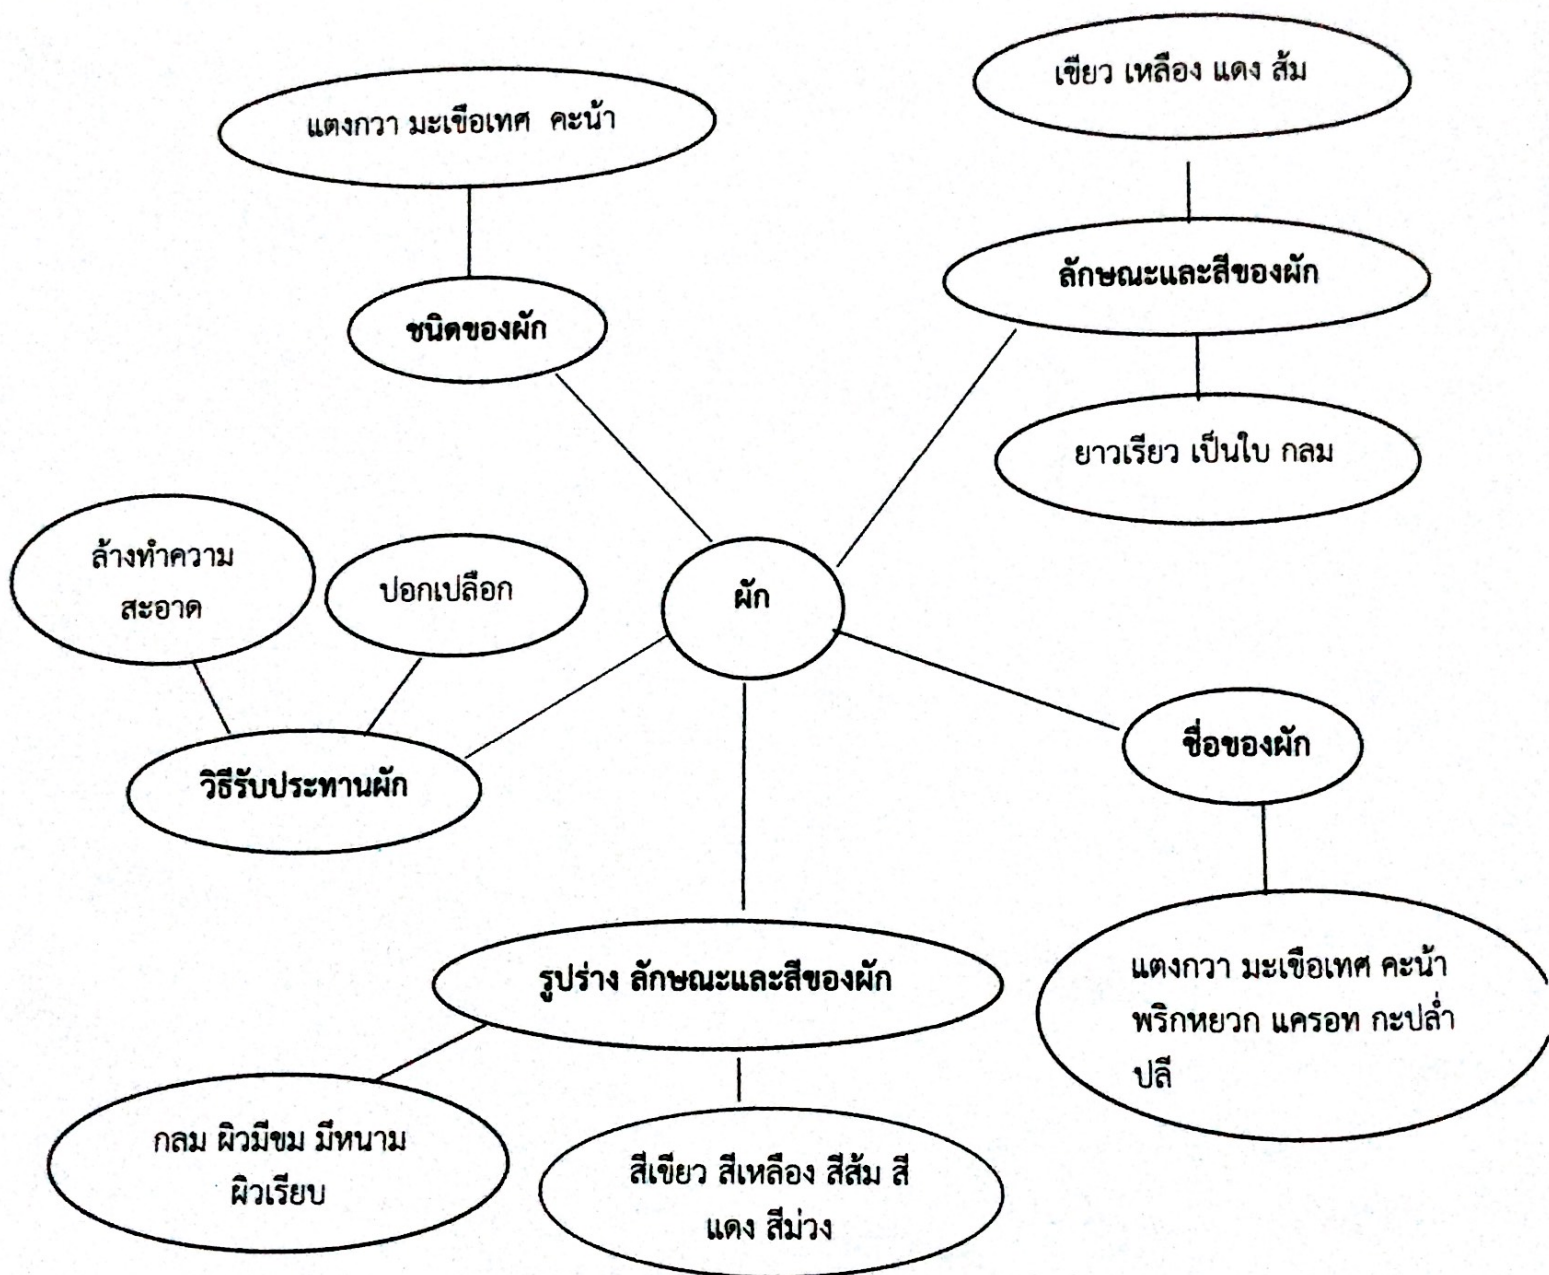 เขียว เหลือง แดง ส้ม
แตงกวา มะเขือเทศ คะน้า
ลักษณะและสีของผัก
ชนิดของผัก
ยาวเรียว เป็นใบ กลม
ล้างทำความ
สะอาด
ปอกเปลือก
ผัก
ชื่อของผัก
วิธีรับประทานผัก
รูปร่าง ลักษณะและสีของผัก
แตงกวา มะเขือเทศ คะน้า
พริกหยวก แครอท กะปล่ำ
ปลี
กลม ผิวมีขม มีหนาม
ผิวเรียบ
สีเขียว สีเหลือง สีส้ม สี
แดง สีม่วง